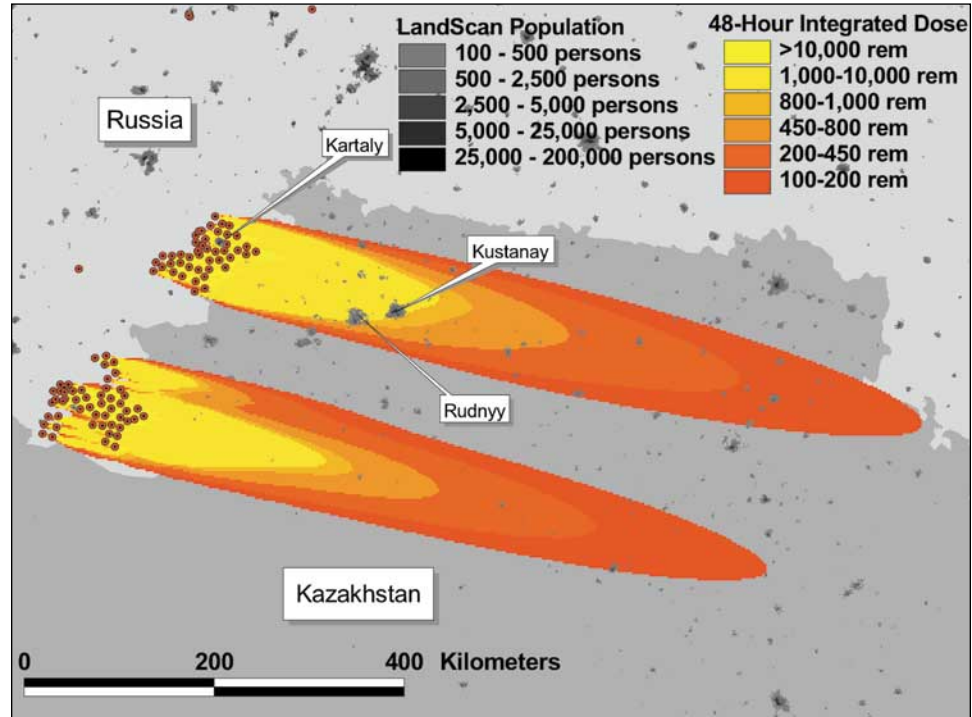 LandScan Population
100 - 500 persons
500 - 2,500 persons
2,500 - 5,000 persons
5,000 - 25,000 persons
25,000 - 200,000 persons
48-Hour Integrated Dose
>10,000 rem
1,000-10,000 rem
800-1,000 rem
450-800 rem
200-450 rem
100-200 rem
Russia
Kartaly
Kustanay
Rudnyy
Kazakhstan
0 200 400 Kilometers